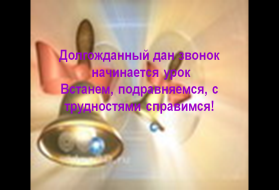 Долгожданный дан звонок
начинается урок
Встанем, подравняемся, с
трудностями справимся!